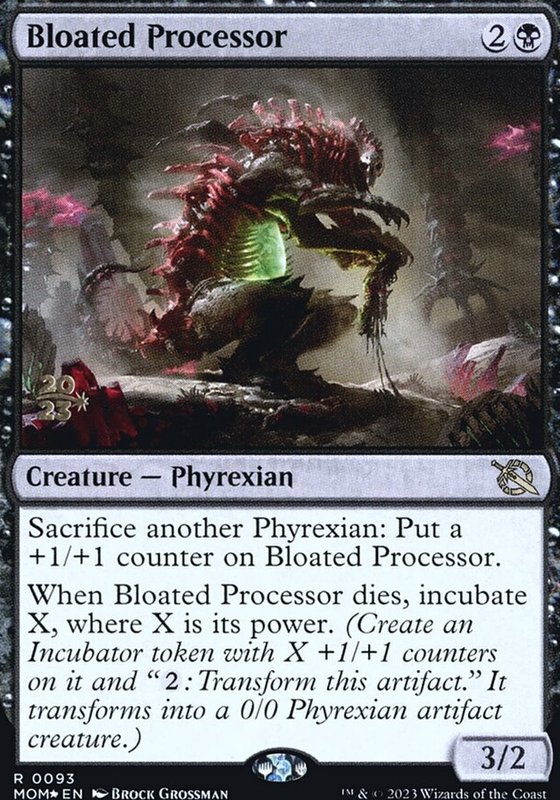 Bloated Processor 2
20
23*
Creature — Phyrexian
Sacrifice another Phyrexian: Put a
+1/+1 counter on Bloated Processor.
When Bloated Processor dies, incubate
X, where X is its power. (Create an
Incubator token with X +1/+1 counters
on it and “2: Transform this artifact.” It
transforms into a 0/0 Phyrexian artifact
creature.)
3/2
R 0093
MOM★EN Brock Grossman
™ & © 2023 Wizards of the Coast